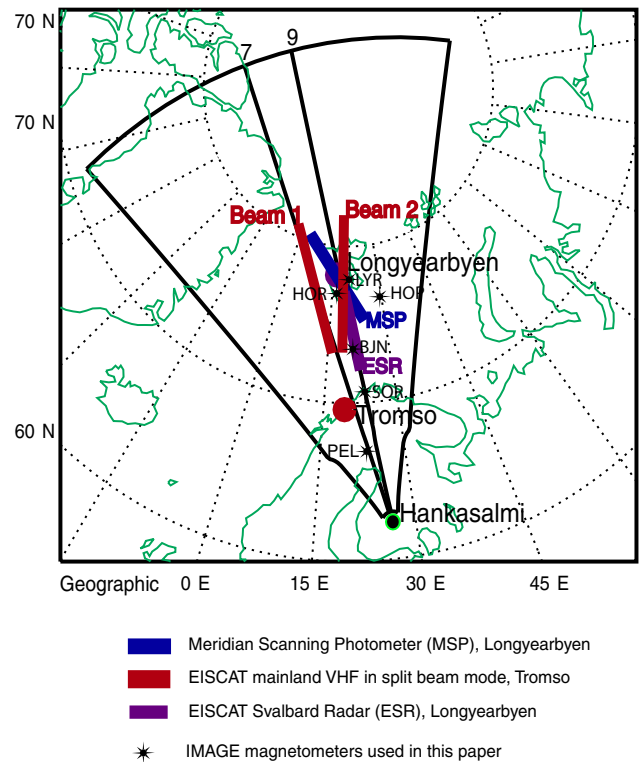 70 N
7
9
70 N
Beam 1
Beam 2
Longyearbyen
LYR
HOR
HOP
MSP
BJN
ESR
SOR
Tromso
60 N
PEL
Hankasalmi
Geographic 0 E 15 E 30 E 45 E
Meridian Scanning Photometer (MSP), Longyearbyen
EISCAT mainland VHF in split beam mode, Tromso
EISCAT Svalbard Radar (ESR), Longyearbyen
IMAGE magnetometers used in this paper